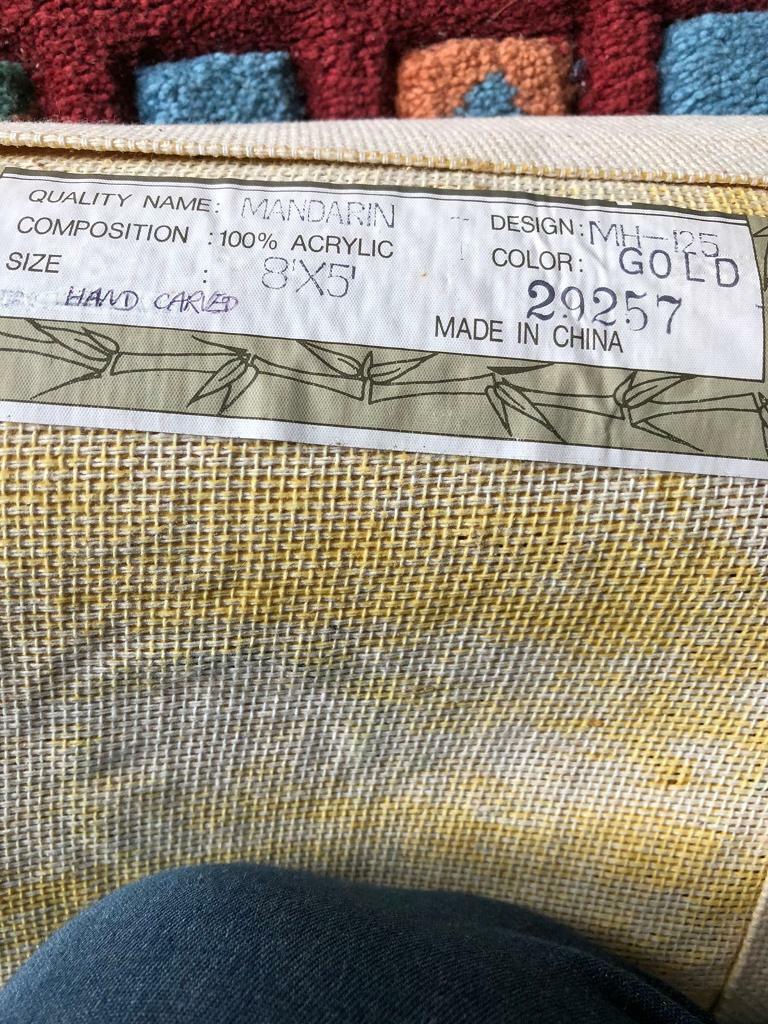 QUALITY NAME: MANDARIN
COMPOSITION :100% ACRYLIC
SIZE : 8'X5'
HAND CARVED
DESIGN: MH-125
COLOR: GOLD
29257
MADE IN CHINA